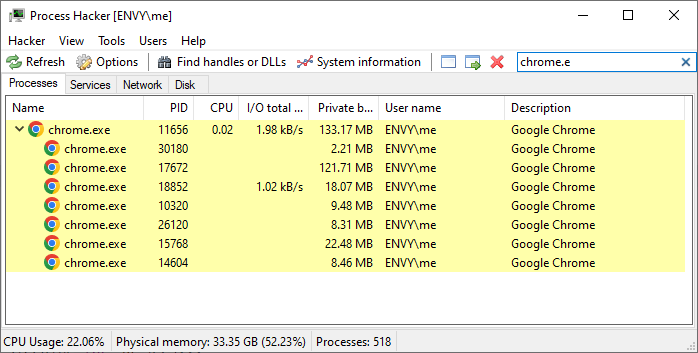 Process Hacker [ENVY\me]
Hacker View Tools Users Help
Refresh Options Find handles or DLLs System information chrome.e
Processes Services Network Disk
Name PID CPU I/O total ... Private b... User name Description
chrome.exe 11656 0.02 1.98 kB/s 133.17 MB ENVY\me Google Chrome
chrome.exe 30180 2.21 MB ENVY\me Google Chrome
chrome.exe 17672 121.71 MB ENVY\me Google Chrome
chrome.exe 18852 1.02 kB/s 18.07 MB ENVY\me Google Chrome
chrome.exe 10320 9.48 MB ENVY\me Google Chrome
chrome.exe 26120 8.31 MB ENVY\me Google Chrome
chrome.exe 15768 22.48 MB ENVY\me Google Chrome
chrome.exe 14604 8.46 MB ENVY\me Google Chrome
CPU Usage: 22.06% Physical memory: 33.35 GB (52.23%) Processes: 518